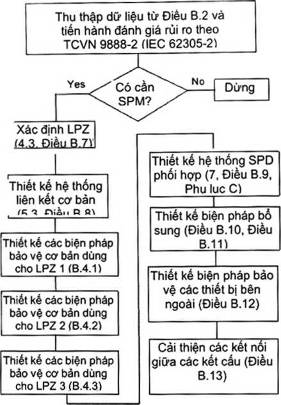 Thu thập dữ liệu từ Điều B.2 và
tiến hành đánh giá rủi ro theo
TCVN 9888-2 (IEC 62305-2)
Yes
Có cần
SPM?
No
Dừng
Xác định LPZ
(4.3, Điều B.7)
Thiết kế hệ thống
liên kết cơ bản
(5.3, Điều B.8)
Thiết kế các biện pháp
bảo vệ cơ bản dùng
cho LPZ 1 (B.4.1)
Thiết kế các biện pháp
bảo vệ cơ bản dùng
cho LPZ 2 (B.4.2)
Thiết kế các biện pháp
bảo vệ cơ bản dùng
cho LPZ 3 (B.4.3)
Thiết kế hệ thống SPD
phối hợp (7, Điều B.9,
Phu luc C)
Thiết kế biện pháp bổ
sung (Điều B.10, Điều
B.11)
Thiết kế biện pháp bảo
vệ các thiết bị bên
ngoài (Điều B.12)
Cải thiện các kết nối
giữa các kết cấu (Điều
B.13)